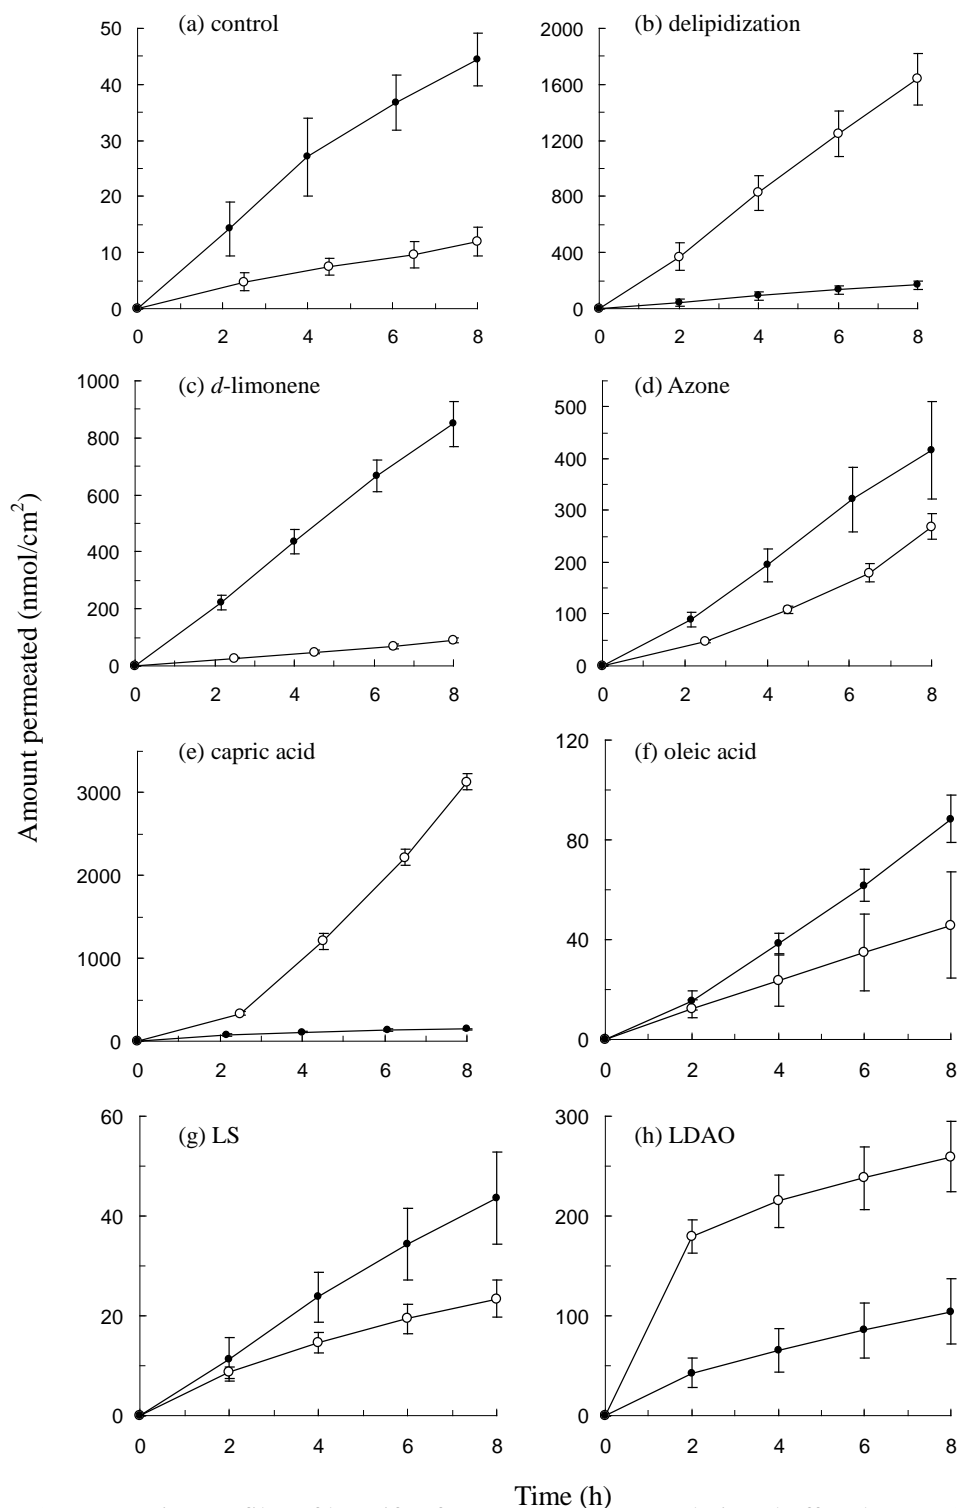 (a) control
50
40
30
20
10
0
0 2 4 6 8
(b) delipidization
2000
1600
1200
800
400
0
0 2 4 6 8
(c) d-limonene
1000
800
600
400
200
0
0 2 4 6 8
(d) Azone
500
400
300
200
100
0
0 2 4 6 8
Amount permeated (nmol/cm²)
(e) capric acid
3000
2000
1000
0
0 2 4 6 8
(f) oleic acid
120
80
40
0
0 2 4 6 8
(g) LS
60
40
20
0
0 2 4 6 8
(h) LDAO
300
200
100
0
0 2 4 6 8
Time (h)